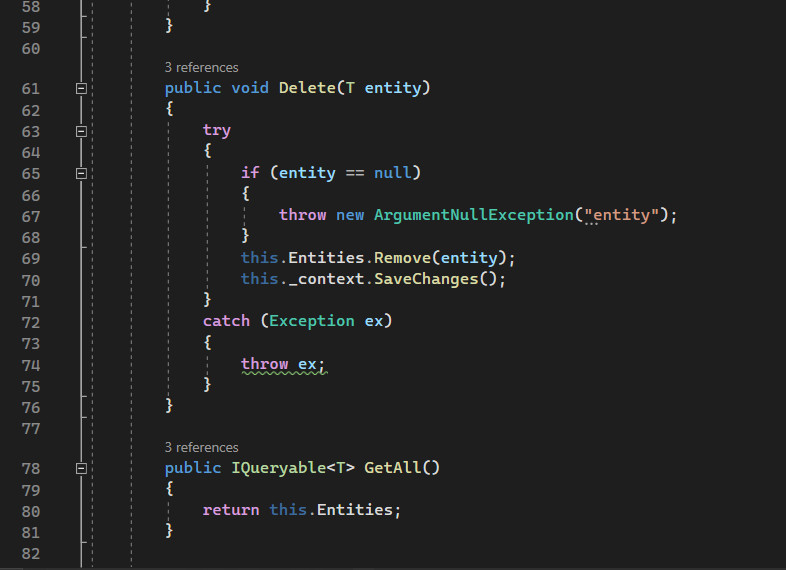 58 }
59 }
60
3 references
61 public void Delete(T entity)
62 {
63 try
64 {
65 if (entity == null)
66 {
67 throw new ArgumentNullException("entity");
68 }
69 this.Entities.Remove(entity);
70 this._context.SaveChanges();
71 }
72 catch (Exception ex)
73 {
74 throw ex;
75 }
76 }
77
3 references
78 public IQueryable<T> GetAll()
79 {
80 return this.Entities;
81 }
82